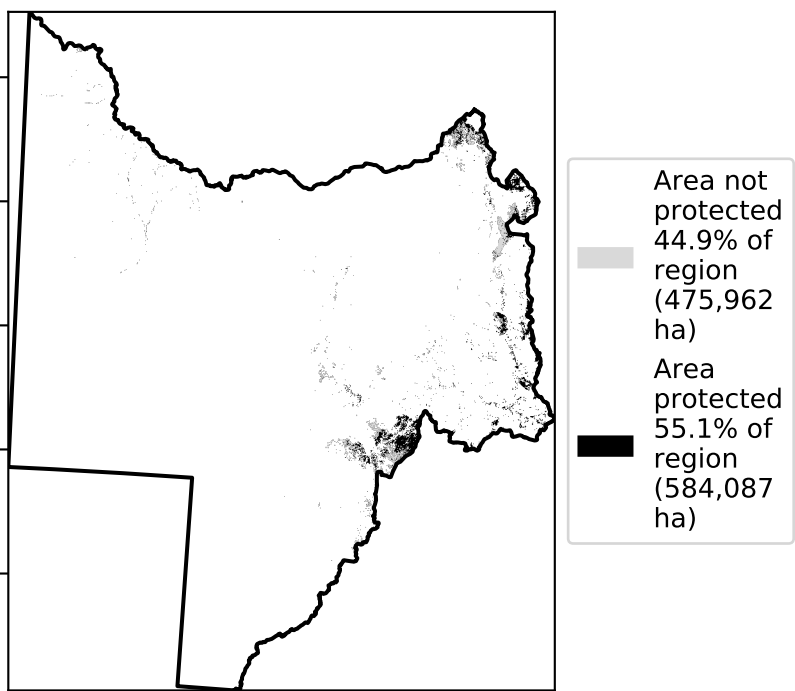 Area not
protected
44.9% of
region
(475,962
ha)
Area
protected
55.1% of
region
(584,087
ha)